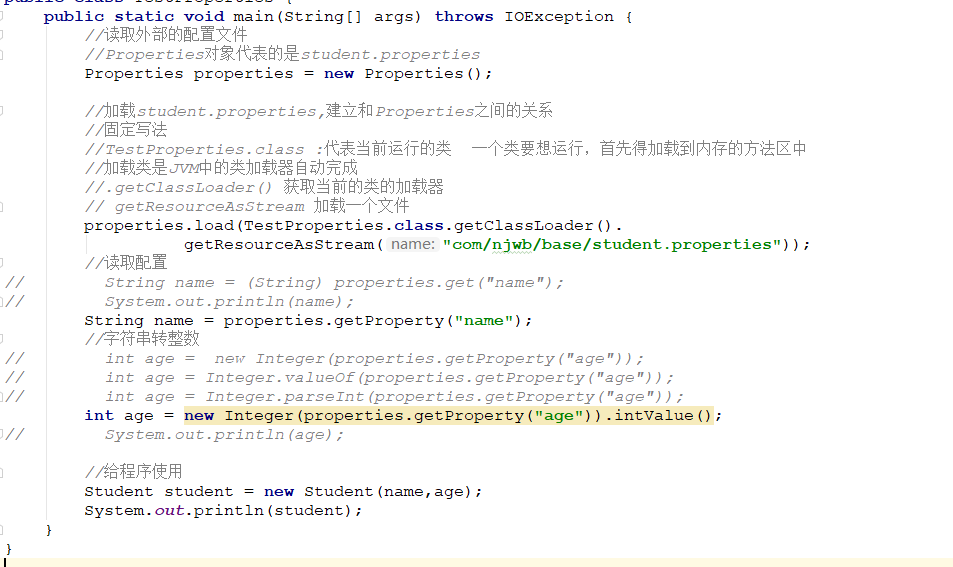 public class TestProperties {
public static void main(String[] args) throws IOException {
//读取外部的配置文件
//Properties对象代表的是student.properties
Properties properties = new Properties();
//加载student.properties,建立和Properties之间的关系
//固定写法
//TestProperties.class :代表当前运行的类 一个类要想运行，首先得加载到内存的方法区中
//加载类是JVM中的类加载器自动完成
//.getClassLoader() 获取当前的类的加载器
// getResourceAsStream 加载一个文件
properties.load(TestProperties.class.getClassLoader().
getResourceAsStream( name: "com/njwb/base/student.properties"));
//读取配置
// String name = (String) properties.get("name");
// System.out.println(name);
String name = properties.getProperty("name");
//字符串转整数
// int age = new Integer(properties.getProperty("age"));
// int age = Integer.valueOf(properties.getProperty("age"));
// int age = Integer.parseInt(properties.getProperty("age"));
int age = new Integer(properties.getProperty("age")).intValue();
// System.out.println(age);
//给程序使用
Student student = new Student(name,age);
System.out.println(student);
}
}